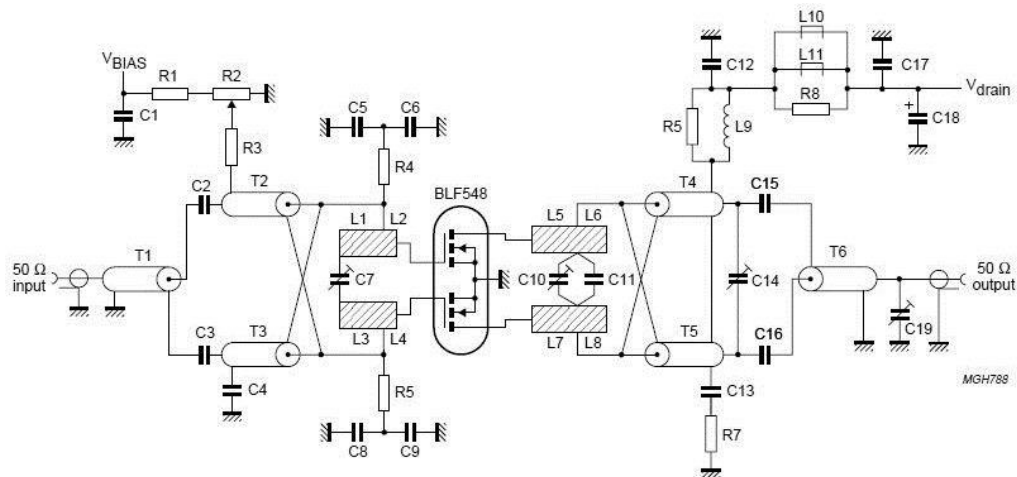 L10
C12
L11
C17
V_BIAS
R1
R2
V_drain
R8
C1
C5
C6
R5
L9
+
C18
R3
R4
C2
T2
BLF548
T4
C15
L1
L2
L5
L6
T1
T6
50 Ω
input
C7
C10
C11
C14
50 Ω
output
C3
T3
L3
L4
L7
L8
T5
C16
C19
C4
R5
C13
MGH788
C8
C9
R7